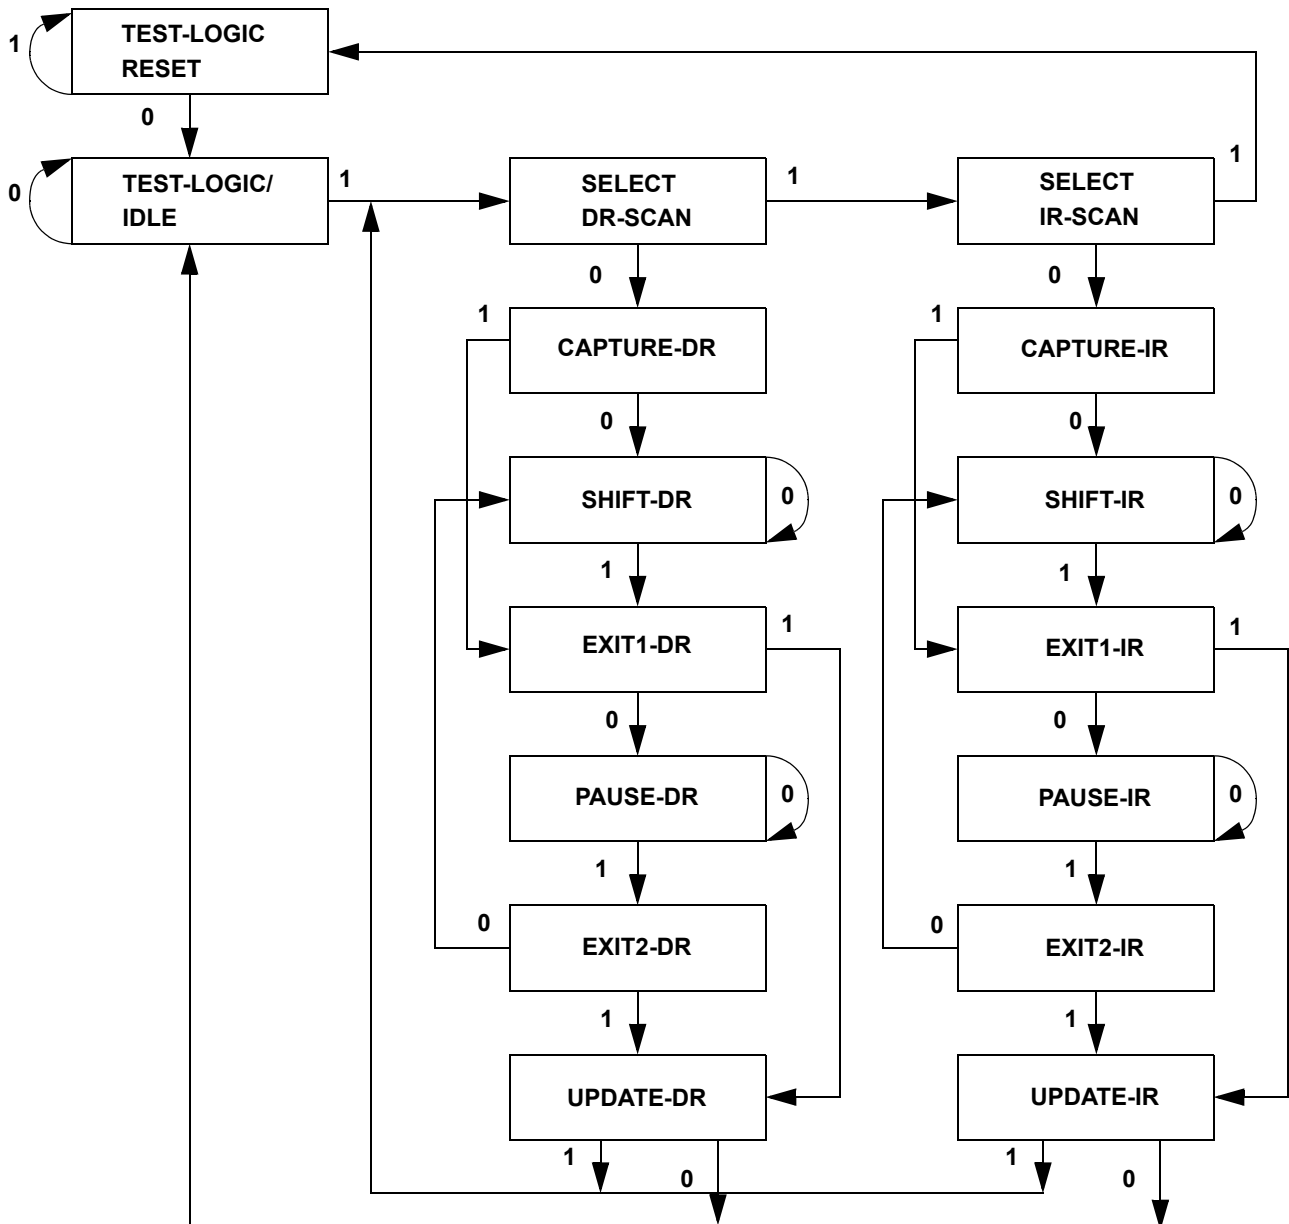 TEST-LOGIC
RESET
1
0
TEST-LOGIC/
IDLE
0
1
SELECT
DR-SCAN
1
SELECT
IR-SCAN
1
0
0
1
CAPTURE-DR
1
CAPTURE-IR
0
0
SHIFT-DR
0
SHIFT-IR
0
1
1
EXIT1-DR
1
EXIT1-IR
1
0
0
PAUSE-DR
0
PAUSE-IR
0
1
1
0
EXIT2-DR
0
EXIT2-IR
1
1
UPDATE-DR
UPDATE-IR
1
0
1
0